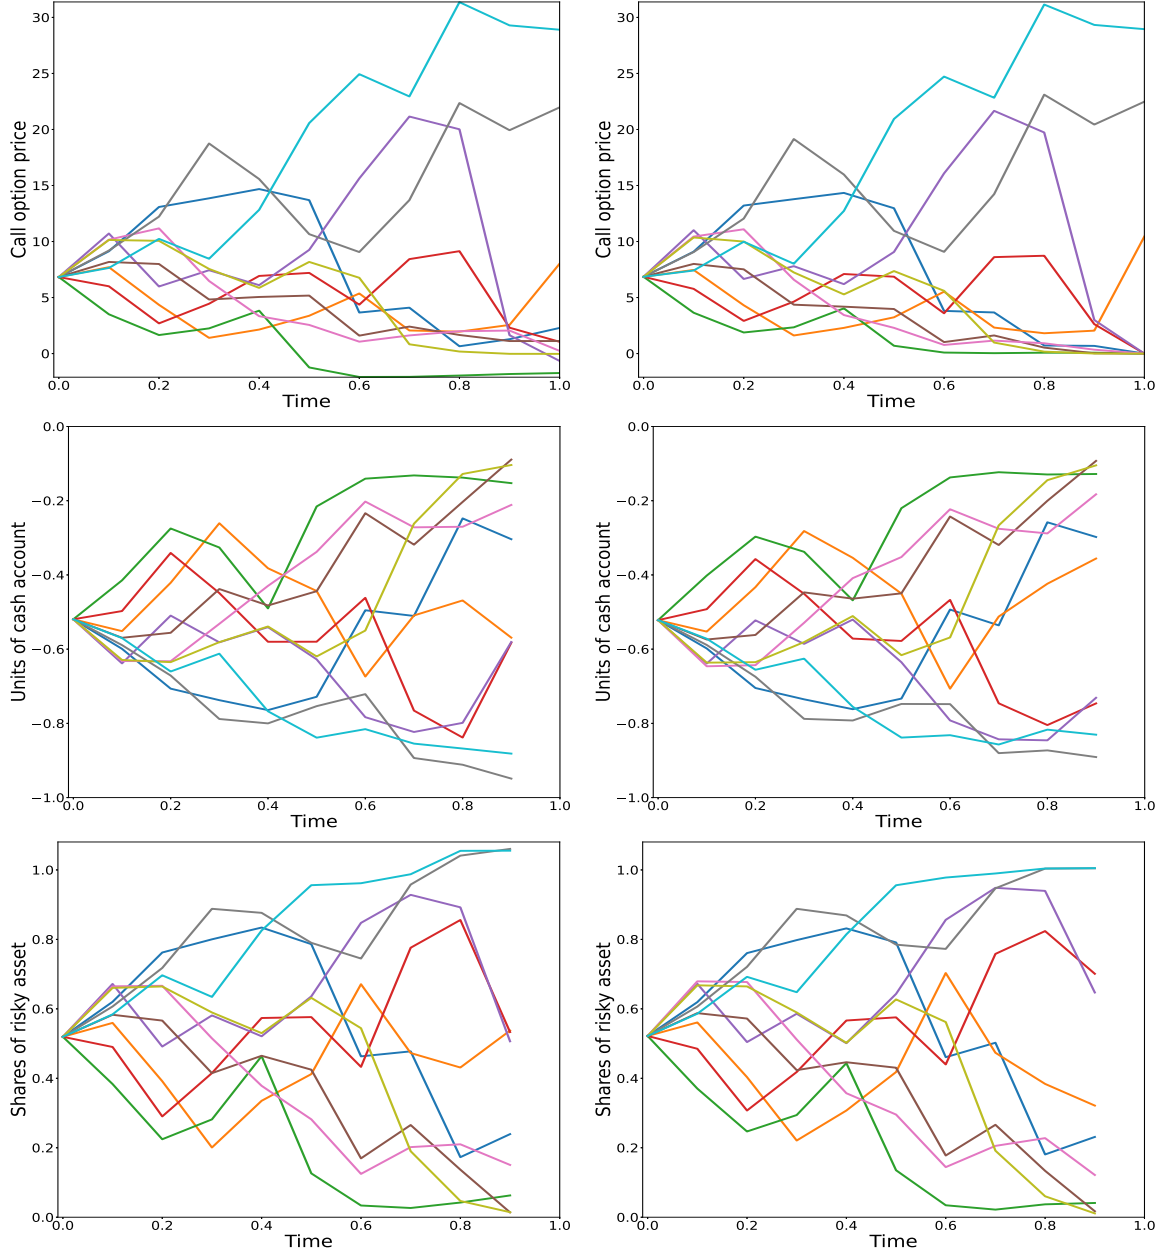 30
25
20
15
10
5
0
Call option price
0.0 0.2 0.4 0.6 0.8 1.0
Time
30
25
20
15
10
5
0
Call option price
0.0 0.2 0.4 0.6 0.8 1.0
Time
0.0
−0.2
−0.4
−0.6
−0.8
−1.0
Units of cash account
0.0 0.2 0.4 0.6 0.8 1.0
Time
0.0
−0.2
−0.4
−0.6
−0.8
−1.0
Units of cash account
0.0 0.2 0.4 0.6 0.8 1.0
Time
1.0
0.8
0.6
0.4
0.2
0.0
Shares of risky asset
0.0 0.2 0.4 0.6 0.8 1.0
Time
1.0
0.8
0.6
0.4
0.2
0.0
Shares of risky asset
0.0 0.2 0.4 0.6 0.8 1.0
Time